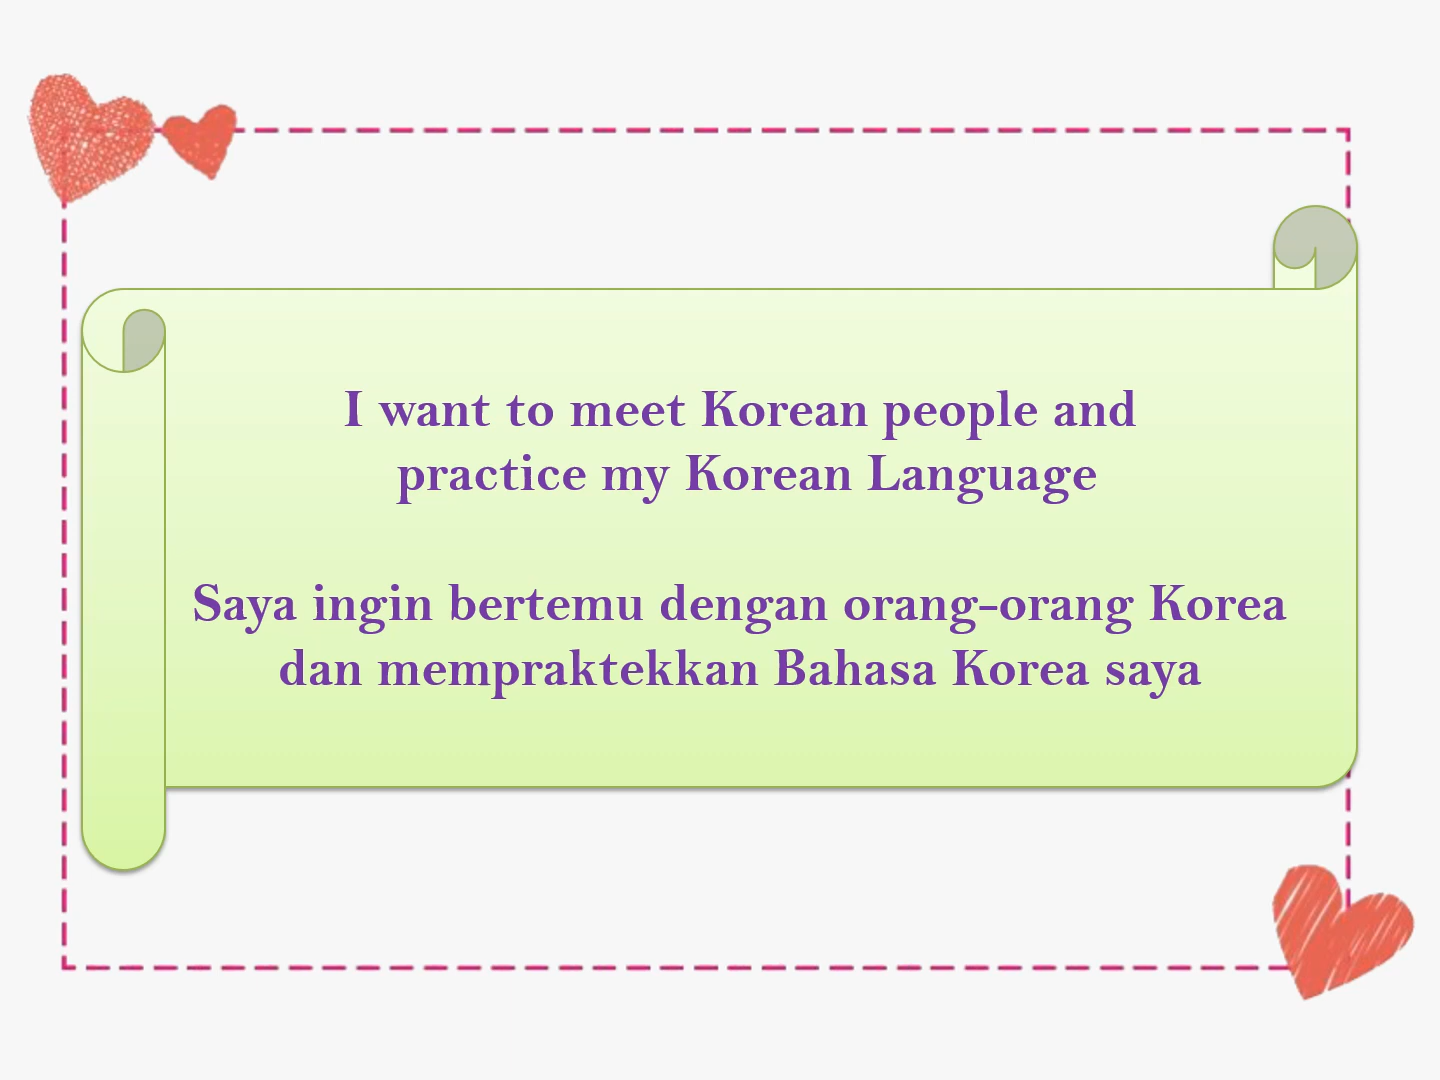 I want to meet Korean people and
practice my Korean Language
Saya ingin bertemu dengan orang-orang Korea
dan mempraktekkan Bahasa Korea saya